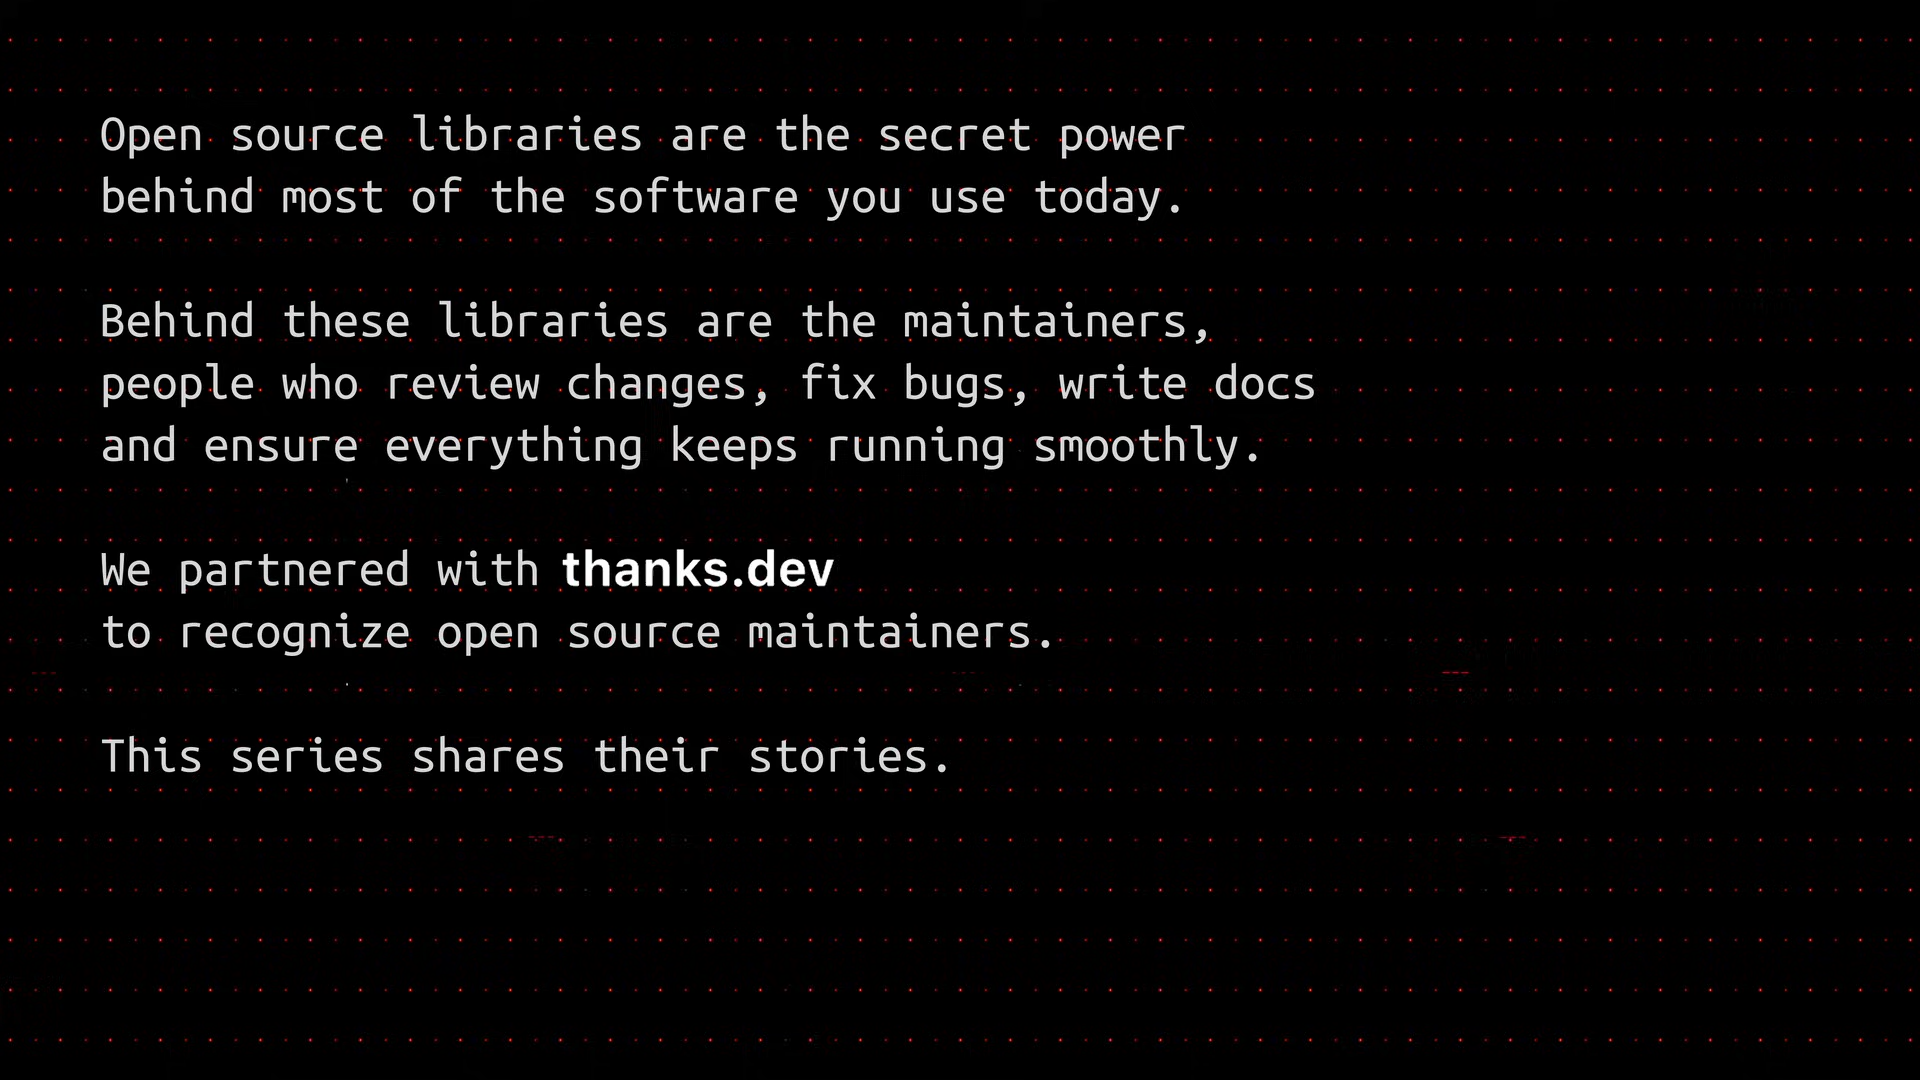 Open source libraries are the secret power
behind most of the software you use today.
Behind these libraries are the maintainers,
people who review changes, fix bugs, write docs
and ensure everything keeps running smoothly.
We partnered with thanks.dev
to recognize open source maintainers.
This series shares their stories.